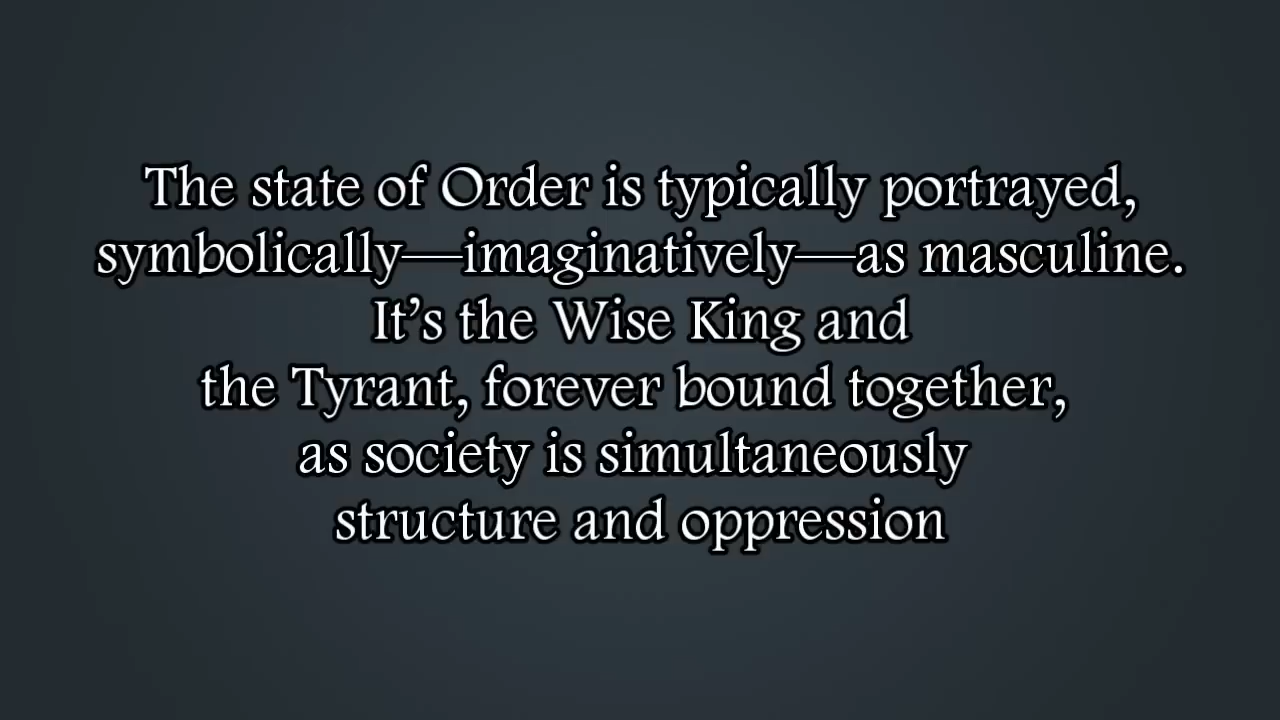 The state of Order is typically portrayed,
symbolically—imaginatively—as masculine.
It’s the Wise King and
the Tyrant, forever bound together,
as society is simultaneously
structure and oppression